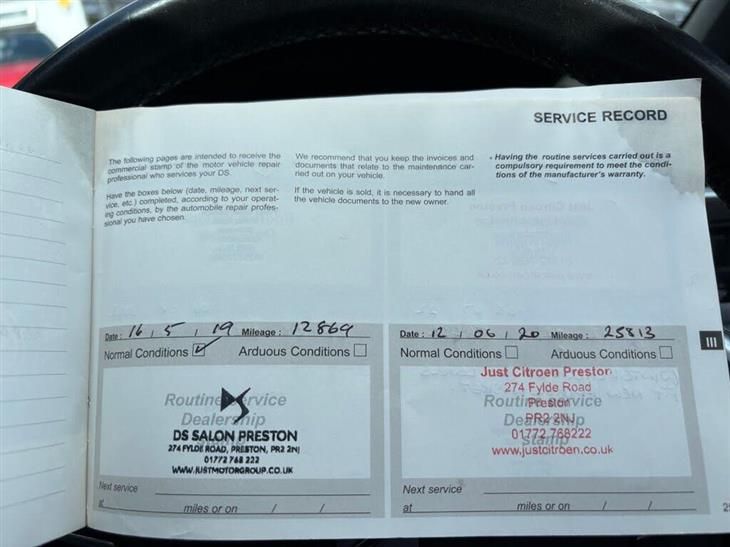 SERVICE RECORD
The following pages are intended to receive the
commercial stamp of the motor vehicle repair
professional who services your DS.
Have the boxes below (date, mileage, next ser-
vice, etc.) completed, according to your operat-
ing conditions, by the automobile repair profes-
sional you have chosen.
We recommend that you keep the invoices and
documents that relate to the maintenance car-
ried out on your vehicle.
If the vehicle is sold, it is necessary to hand all
the vehicle documents to the new owner.
• Having the routine services carried out is a
compulsory requirement to meet the condi-
tions of the manufacturer's warranty.
Date: 16 / 5 / 19 Mileage: 12869
Normal Conditions Arduous Conditions
Routine Service
Dealership
DS SALON PRESTON
274 FYLDE ROAD, PRESTON, PR2 2NJ
01772 768 222
WWW.JUSTMOTORGROUP.CO.UK
Next service
at miles or on / /
Date: 12 / 06 / 20 Mileage: 25813
Normal Conditions Arduous Conditions
Just Citroen Preston
274 Fylde Road
Routine Service
Preston
PR2 2NJ
Dealership
01772 768222
stamp
www.justcitroen.co.uk
Next service
at miles or on / /
III